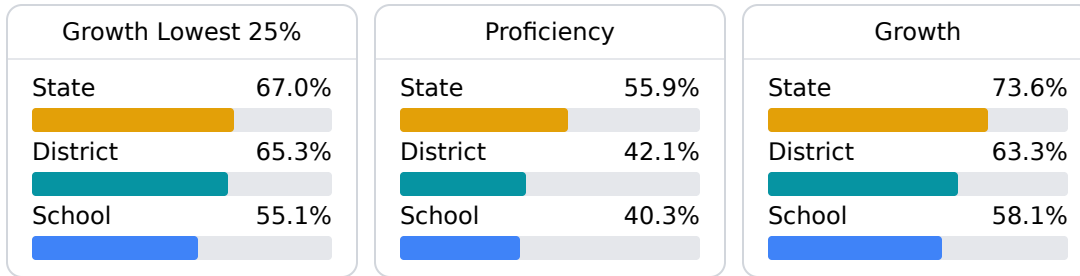 Growth Lowest 25%
State 67.0%
District 65.3%
School 55.1%
Proficiency
State 55.9%
District 42.1%
School 40.3%
Growth
State 73.6%
District 63.3%
School 58.1%